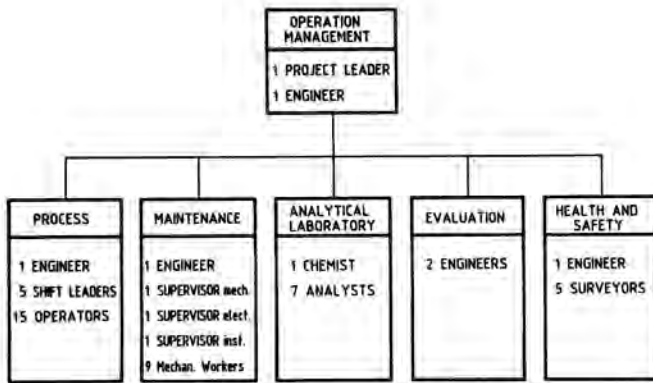 OPERATION
MANAGEMENT
1 PROJECT LEADER
1 ENGINEER
PROCESS
1 ENGINEER
5 SHIFT LEADERS
15 OPERATORS
MAINTENANCE
1 ENGINEER
1 SUPERVISOR mech.
1 SUPERVISOR elect.
1 SUPERVISOR inst.
9 Mechan. Workers
ANALYTICAL
LABORATORY
1 CHEMIST
7 ANALYSTS
EVALUATION
2 ENGINEERS
HEALTH AND
SAFETY
1 ENGINEER
5 SURVEYORS